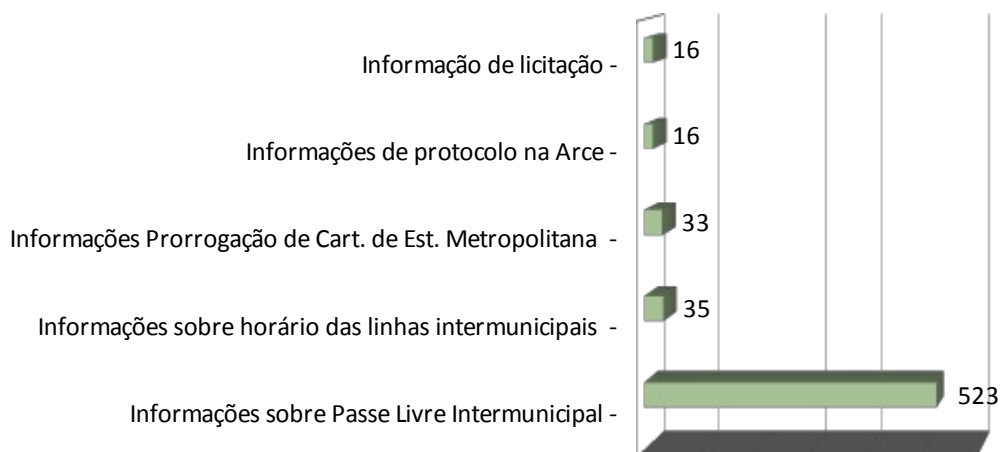 Informação de licitação - 16
Informações de protocolo na Arce - 16
Informações Prorrogação de Cart. de Est. Metropolitana - 33
Informações sobre horário das linhas intermunicipais - 35
Informações sobre Passe Livre Intermunicipal - 523